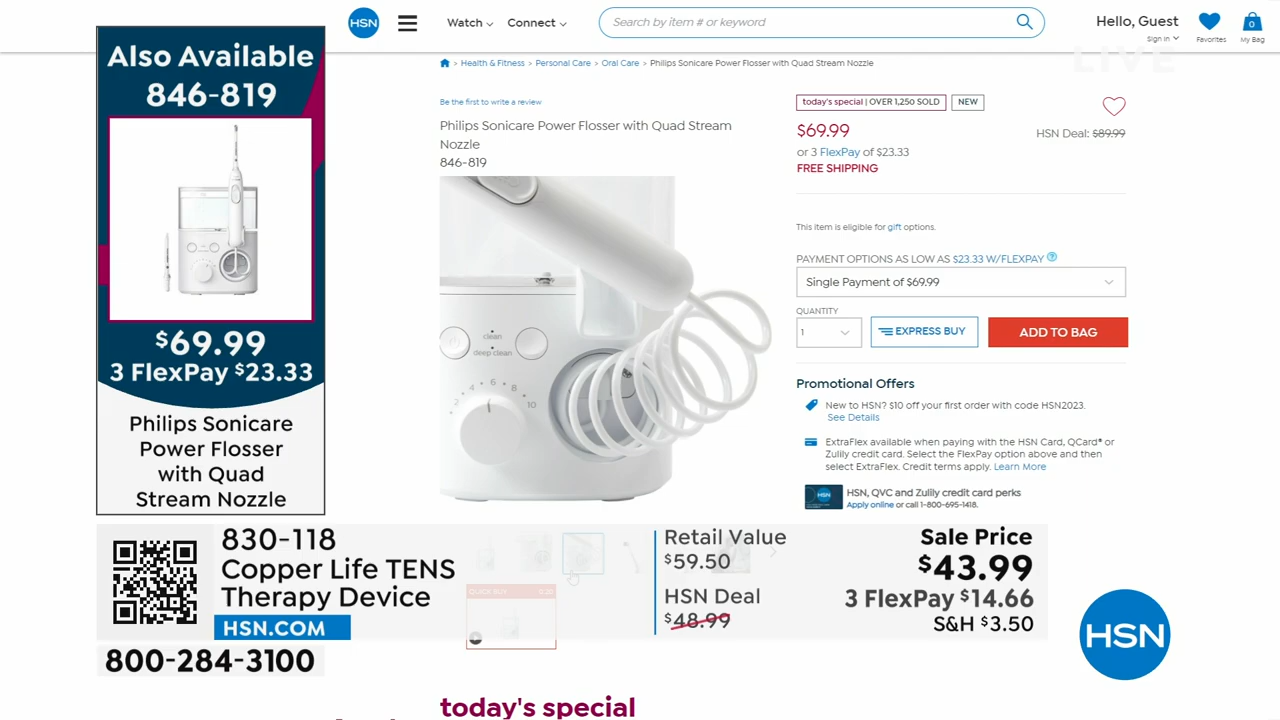 HSN
Watch
Connect
Search by item # or keyword
Hello, Guest
Sign In
Favorites
0
My Bag
LIVE
Also Available
846-819
$69.99
3 FlexPay $23.33
Philips Sonicare
Power Flosser
with Quad
Stream Nozzle
> Health & Fitness > Personal Care > Oral Care > Philips Sonicare Power Flosser with Quad Stream Nozzle
Be the first to write a review
Philips Sonicare Power Flosser with Quad Stream
Nozzle
846-819
clean
deep clean
2 4 6 8 10
today's special | OVER 1,250 SOLD
NEW
$69.99
HSN Deal: $89.99
or 3 FlexPay of $23.33
FREE SHIPPING
This item is eligible for gift options.
PAYMENT OPTIONS AS LOW AS $23.33 W/FLEXPAY ?
Single Payment of $69.99
QUANTITY
1
EXPRESS BUY
ADD TO BAG
Promotional Offers
New to HSN? $10 off your first order with code HSN2023.
See Details
ExtraFlex available when paying with the HSN Card, QCard® or
Zulily credit card. Select the FlexPay option above and then
select ExtraFlex. Credit terms apply. Learn More
HSN
HSN, QVC and Zulily credit card perks
Apply online or call 1-800-695-1418.
830-118
Copper Life TENS
Therapy Device
HSN.COM
800-284-3100
QUICK BUY
Retail Value
$59.50
HSN Deal
$48.99
Sale Price
$43.99
3 FlexPay $14.66
S&H $3.50
HSN
today's special